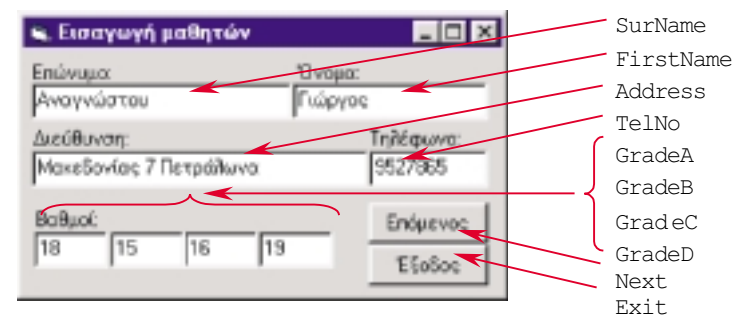 Εισαγωγή μαθητών
Επώνυμο: Όνομα:
Αναγνώστου Γιώργος
Διεύθυνση: Τηλέφωνο:
Μακεδονίας 7 Πετράλωνα 9527865
Βαθμοί:
18 15 16 19
Επόμενος
Έξοδος
SurName
FirstName
Address
TelNo
GradeA
GradeB
GradeC
GradeD
Next
Exit